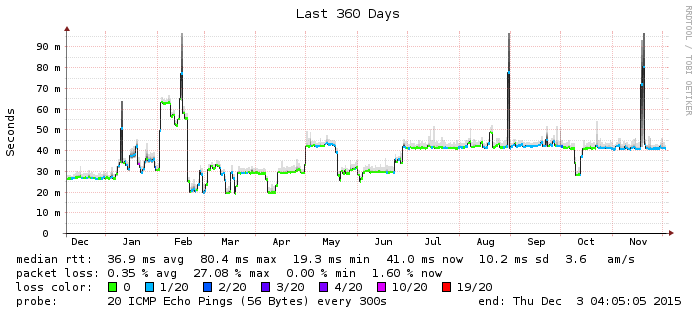 Last 360 Days
RRDTOOL / TOBI OETIKER
Seconds
90 m
80 m
70 m
60 m
50 m
40 m
30 m
20 m
10 m
0
Dec Jan Feb Mar Apr May Jun Jul Aug Sep Oct Nov
median rtt: 36.9 ms avg 80.4 ms max 19.3 ms min 41.0 ms now 10.2 ms sd 3.6 am/s
packet loss: 0.35 % avg 27.08 % max 0.00 % min 1.60 % now
loss color: 0 1/20 2/20 3/20 4/20 10/20 19/20
probe: 20 ICMP Echo Pings (56 Bytes) every 300s end: Thu Dec 3 04:05:05 2015